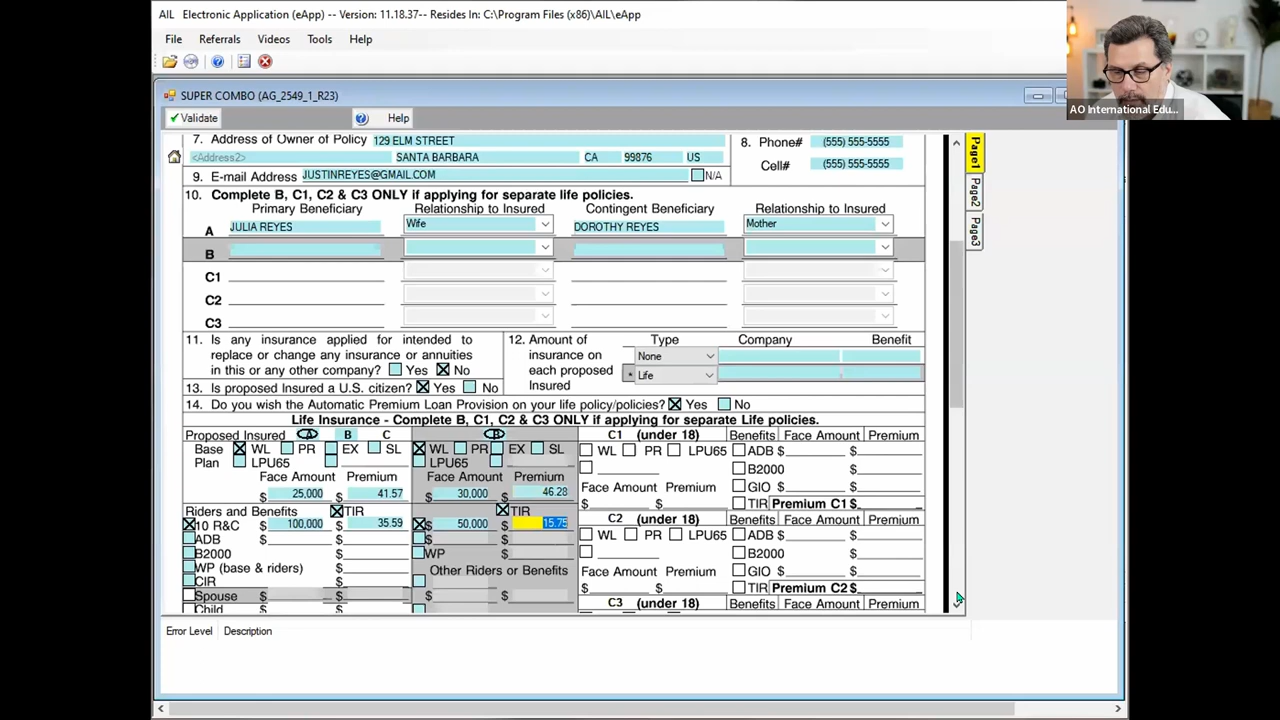 AIL Electronic Application (eApp) -- Version: 11.18.37-- Resides In: C:\Program Files (x86)\AIL\eApp
File Referrals Videos Tools Help
SUPER COMBO (AG_2549_1_R23)
AO International Edu...
Validate Help
7. Address of Owner of Policy 129 ELM STREET 8. Phone# (555) 555-5555
<Address2> SANTA BARBARA CA 99876 US Cell# (555) 555-5555
9. E-mail Address JUSTINREYES@GMAIL.COM N/A
10. Complete B, C1, C2 & C3 ONLY if applying for separate life policies.
Primary Beneficiary Relationship to Insured Contingent Beneficiary Relationship to Insured
A JULIA REYES Wife DOROTHY REYES Mother
B
C1
C2
C3
11. Is any insurance applied for intended to
replace or change any insurance or annuities
in this or any other company? Yes No
12. Amount of
insurance on
each proposed
Insured
Type Company Benefit
None
* Life
13. Is proposed Insured a U.S. citizen? Yes No
14. Do you wish the Automatic Premium Loan Provision on your life policy/policies? Yes No
Life Insurance - Complete B, C1, C2 & C3 ONLY if applying for separate Life policies.
Proposed Insured A B C
Base WL PR EX SL
Plan LPU65
Face Amount Premium
$ 25,000 $ 41.57
Riders and Benefits TIR
10 R&C $ 100,000 $ 35.59
ADB $ $
B2000 $
WP (base & riders) $
CIR $
Spouse $ $
Child
B
WL PR EX SL
LPU65
Face Amount Premium
$ 30,000 $ 46.28
TIR
$ 50,000 $ 15.75
$ $
WP $
Other Riders or Benefits
$ $
C1 (under 18) Benefits Face Amount Premium
WL PR LPU65 ADB $ $
B2000 $
Face Amount Premium GIO $ $
$ $ TIR Premium C1 $
C2 (under 18) Benefits Face Amount Premium
WL PR LPU65 ADB $ $
B2000 $
Face Amount Premium GIO $ $
$ $ TIR Premium C2 $
C3 (under 18) Benefits Face Amount Premium
Page1
Page2
Page3
Error Level Description